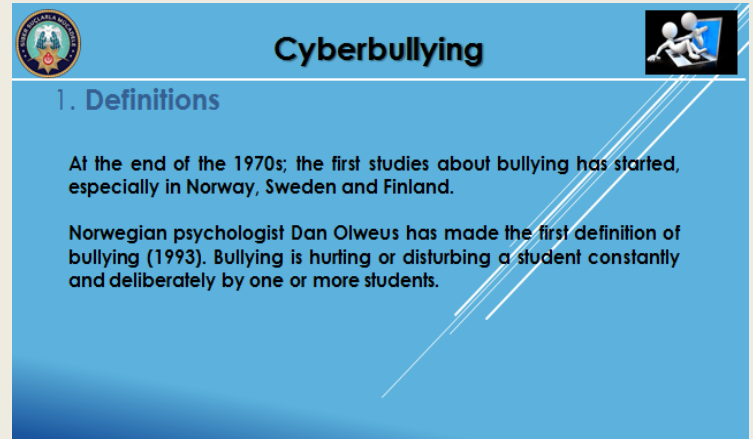 Cyberbullying
1. Definitions
At the end of the 1970s; the first studies about bullying has started,
especially in Norway, Sweden and Finland.
Norwegian psychologist Dan Olweus has made the first definition of
bullying (1993). Bullying is hurting or disturbing a student constantly
and deliberately by one or more students.